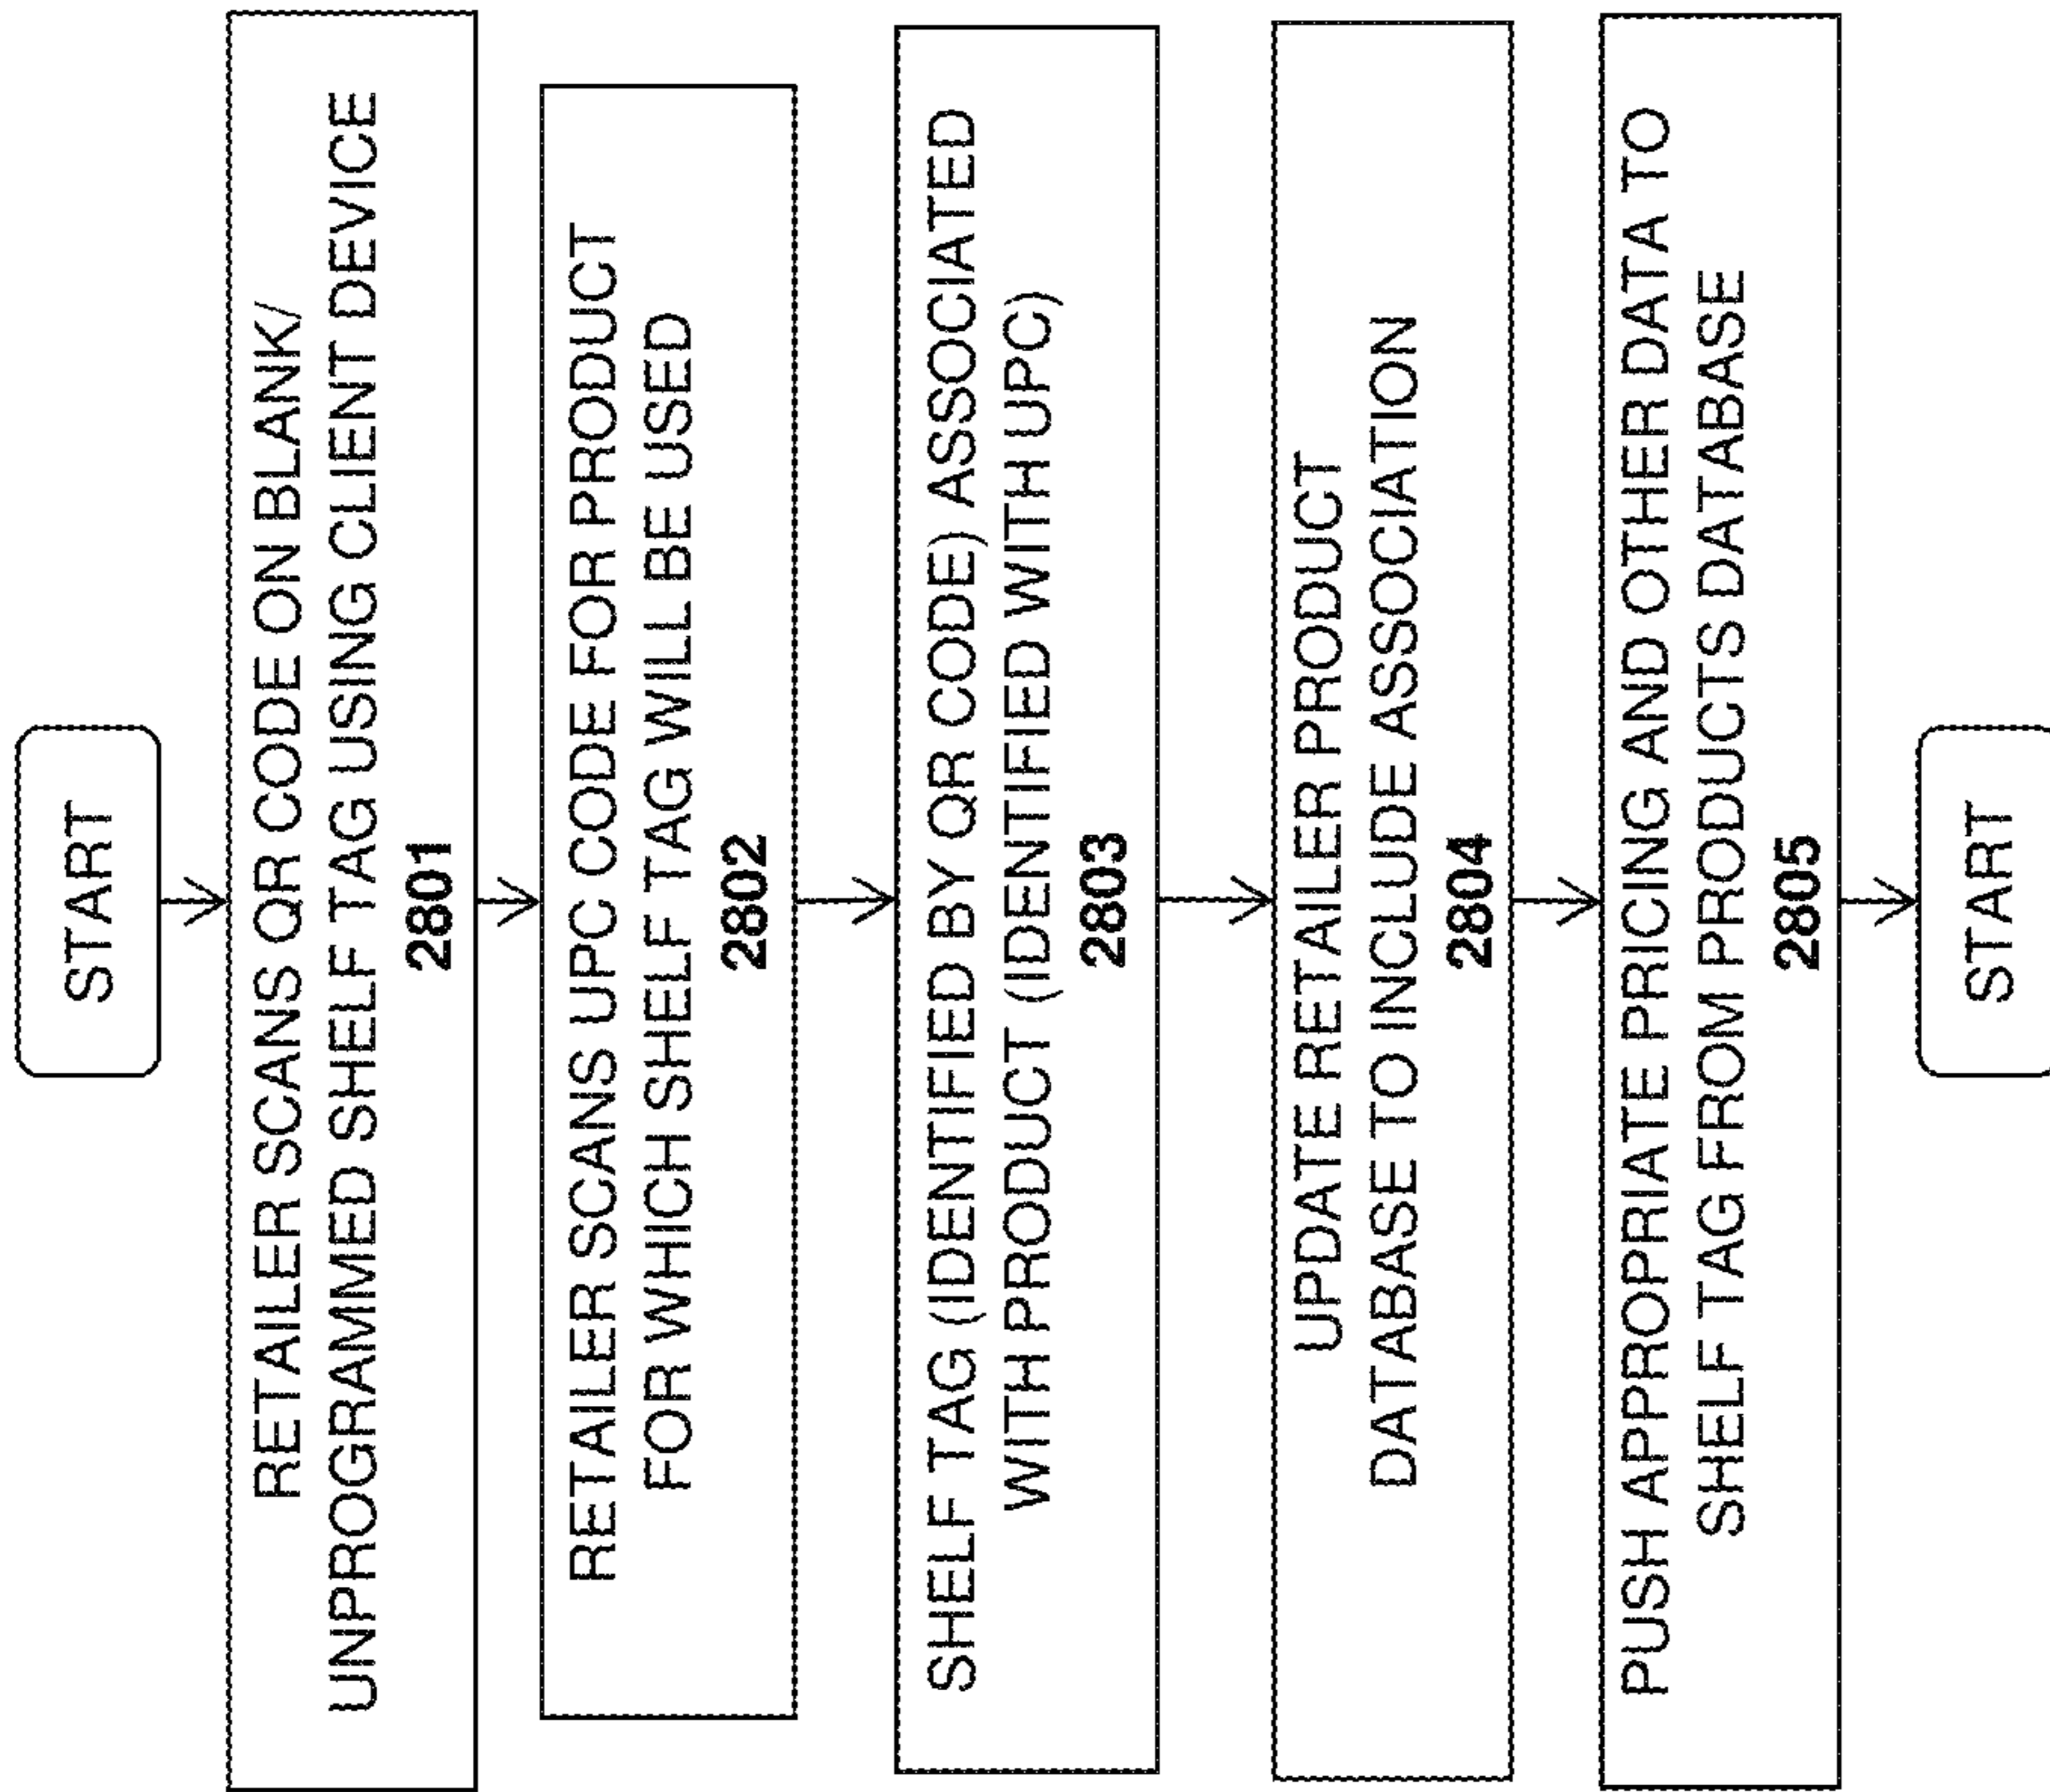 START
RETAILER SCANS QR CODE ON BLANK/
UNPROGRAMMED SHELF TAG USING CLIENT DEVICE
2801
RETAILER SCANS UPC CODE FOR PRODUCT
FOR WHICH SHELF TAG WILL BE USED
2802
SHELF TAG (IDENTIFIED BY QR CODE) ASSOCIATED
WITH PRODUCT (IDENTIFIED WITH UPC)
2803
UPDATE RETAILER PRODUCT
DATABASE TO INCLUDE ASSOCIATION
2804
PUSH APPROPRIATE PRICING AND OTHER DATA TO
SHELF TAG FROM PRODUCTS DATABASE
2805
START